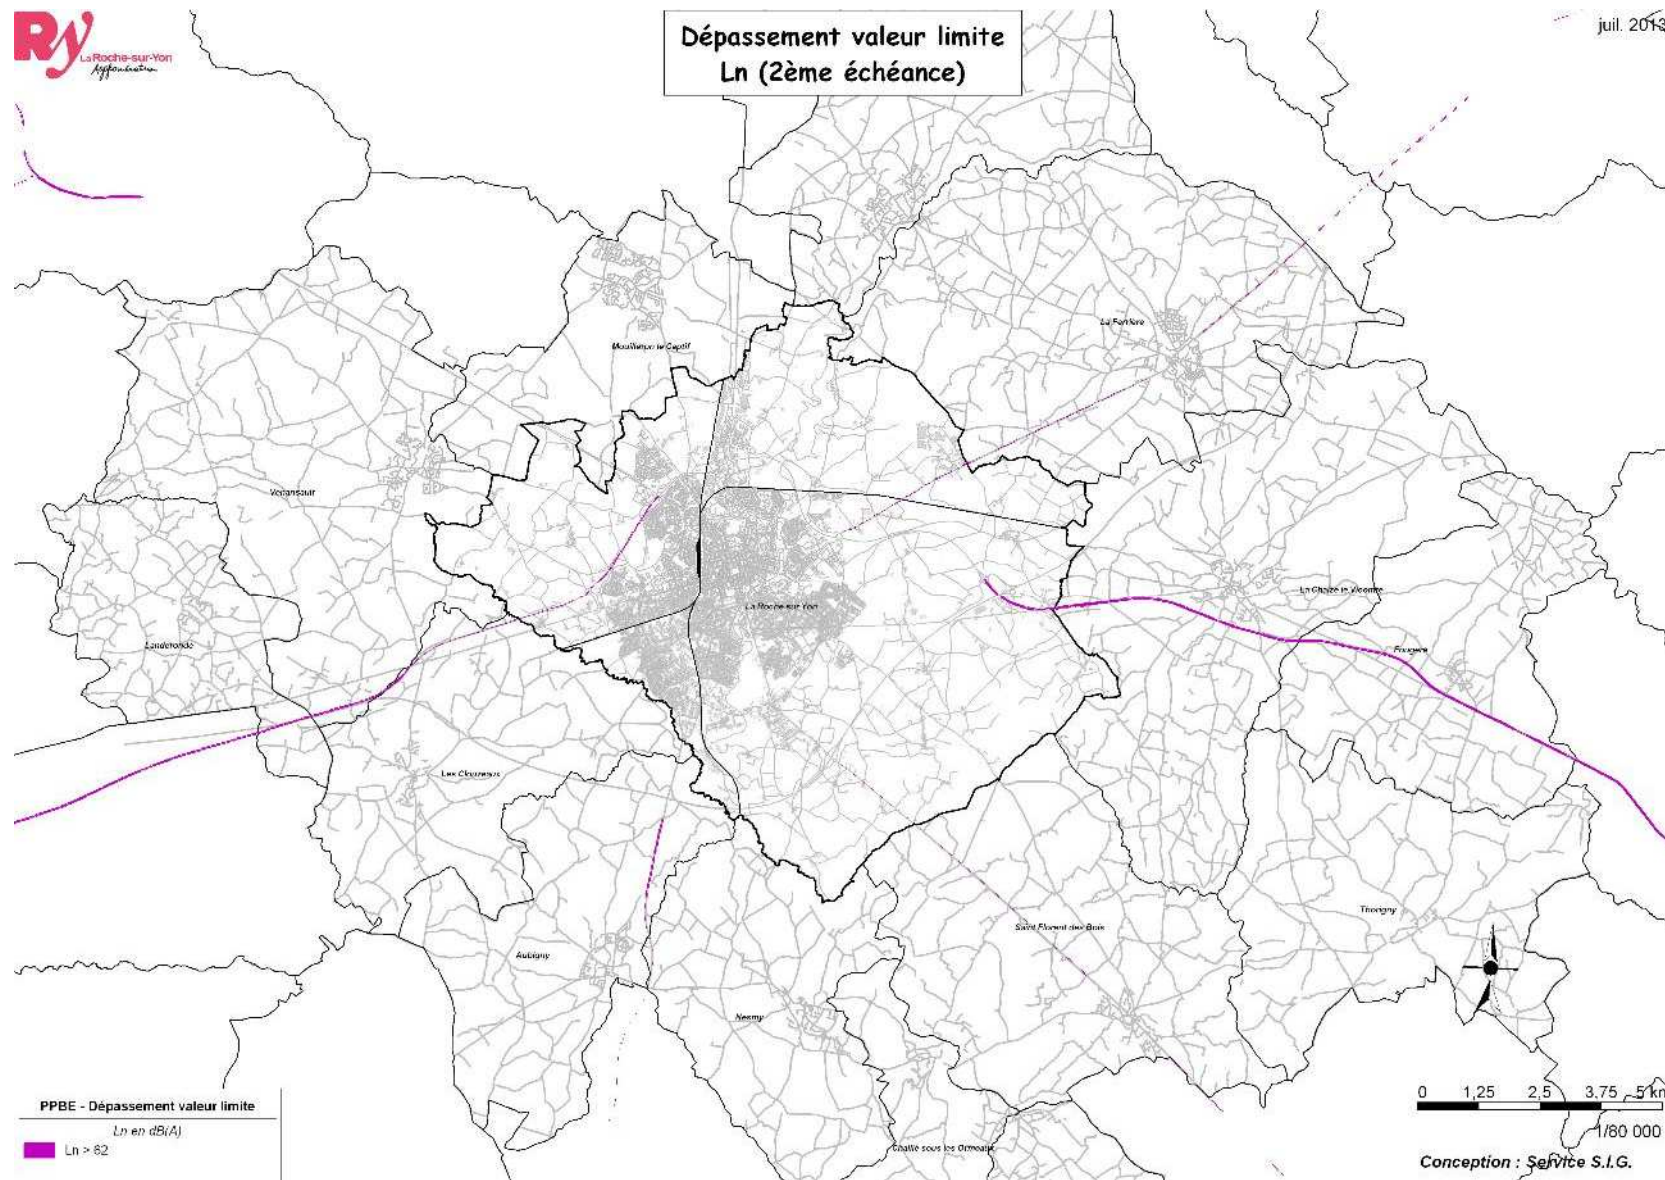 Ry
La Roche-sur-Yon
Agglomération
Dépassement valeur limite
Ln (2ème échéance)
juil. 2013
La Ferrière
Mouilleron le Captif
Venansault
La Roche sur Yon
La Chaize le Vicomte
Fougeré
Landeronde
Les Clouzeaux
Thorigny
Saint Florent des Bois
Aubigny
Nesmy
Chaillé sous les Ormeaux
PPBE - Dépassement valeur limite
Ln en dB(A)
Ln > 62
0 1,25 2,5 3,75 5 km
1/80 000
Conception : Service S.I.G.